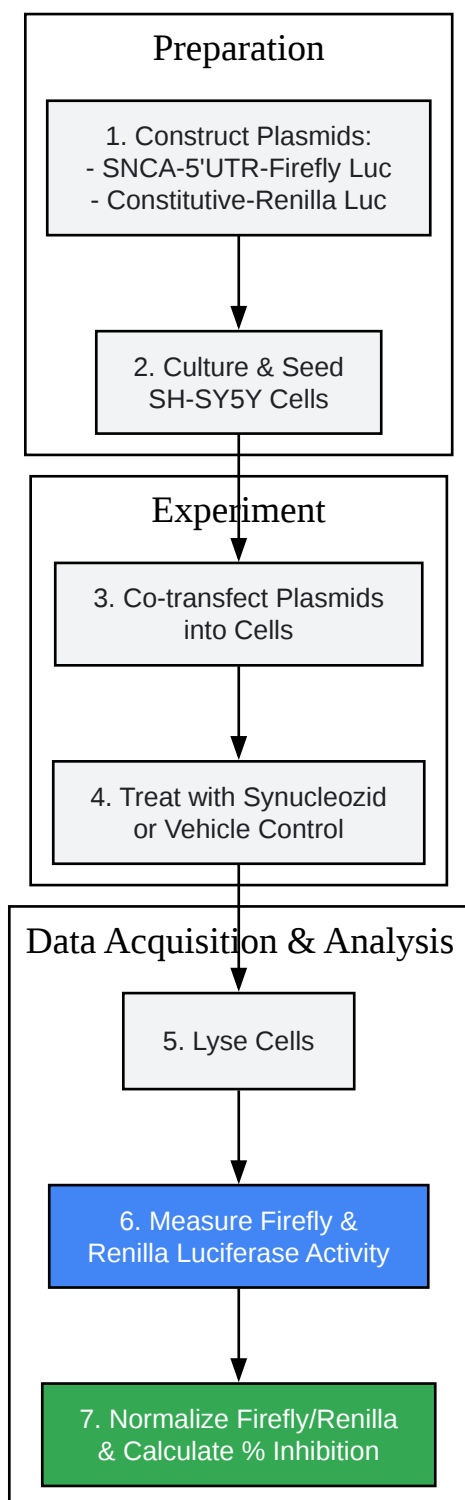 Preparation
1. Construct Plasmids:
- SNCA-5'UTR-Firefly Luc
- Constitutive-Renilla Luc
2. Culture & Seed
SH-SY5Y Cells
Experiment
3. Co-transfect Plasmids
into Cells
4. Treat with Synucleozid
or Vehicle Control
Data Acquisition & Analysis
5. Lyse Cells
6. Measure Firefly &
Renilla Luciferase Activity
7. Normalize Firefly/Renilla
& Calculate % Inhibition